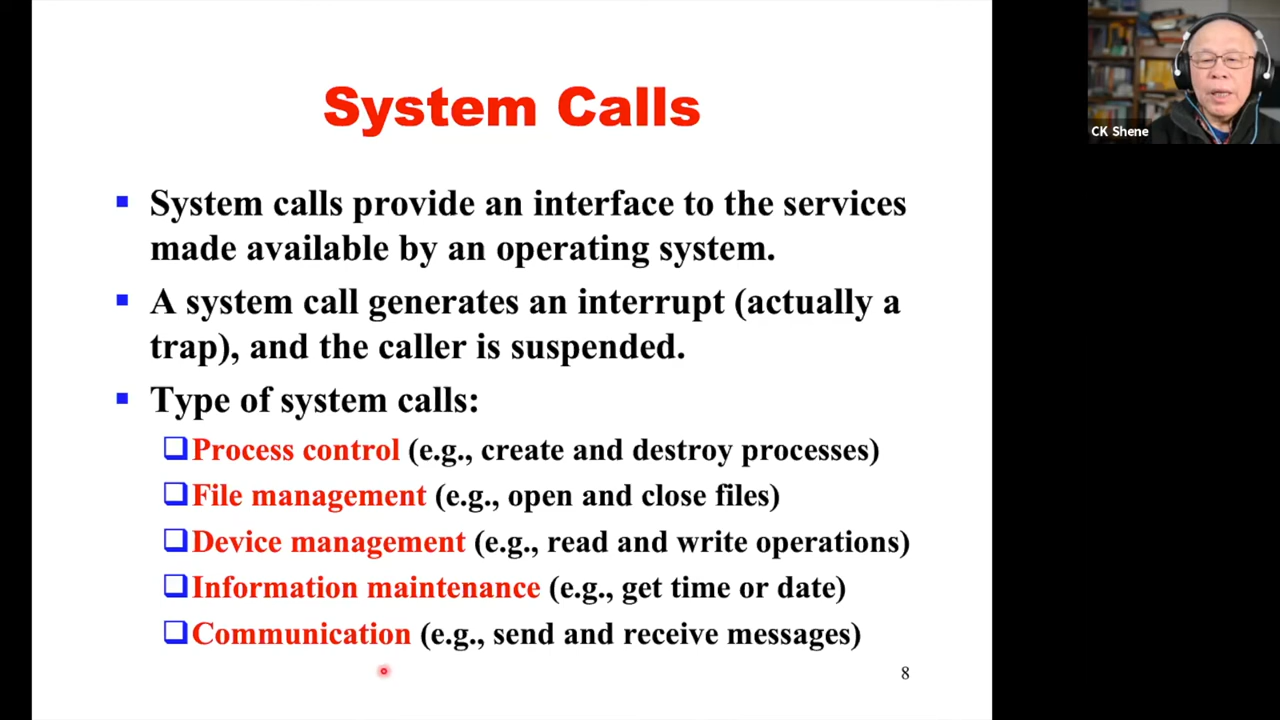 System Calls
System calls provide an interface to the services
made available by an operating system.
A system call generates an interrupt (actually a
trap), and the caller is suspended.
Type of system calls:
Process control (e.g., create and destroy processes)
File management (e.g., open and close files)
Device management (e.g., read and write operations)
Information maintenance (e.g., get time or date)
Communication (e.g., send and receive messages)
8
CK Shene